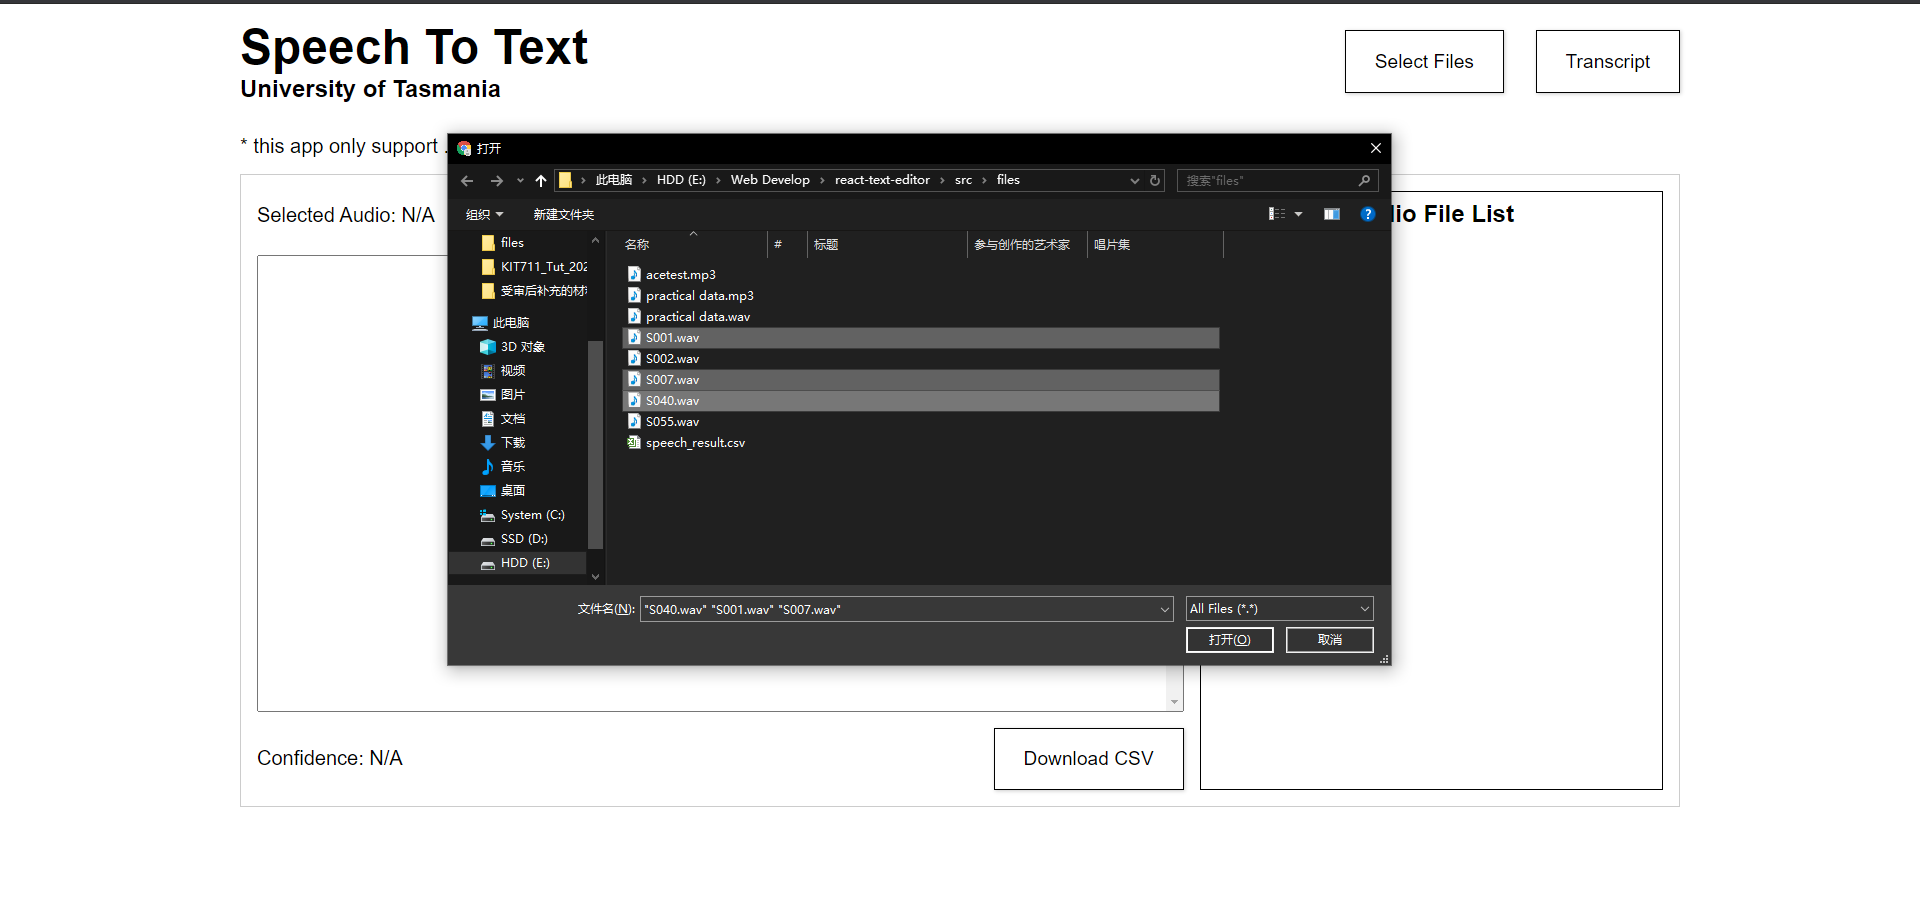 Speech To Text
University of Tasmania
Select Files
Transcript
* this app only support .
Selected Audio: N/A
File List
打开
此电脑 › HDD (E:) › Web Develop › react-text-editor › src › files
搜索"files"
组织
新建文件夹
files
KIT711_Tut_202
受审后补充的材
此电脑
3D 对象
视频
图片
文档
下载
音乐
桌面
System (C:)
SSD (D:)
HDD (E:)
名称 # 标题 参与创作的艺术家 唱片集
acetest.mp3
practical data.mp3
practical data.wav
S001.wav
S002.wav
S007.wav
S040.wav
S055.wav
speech_result.csv
文件名(N): "S040.wav" "S001.wav" "S007.wav"
All Files (*.*)
打开(O)
取消
Confidence: N/A
Download CSV